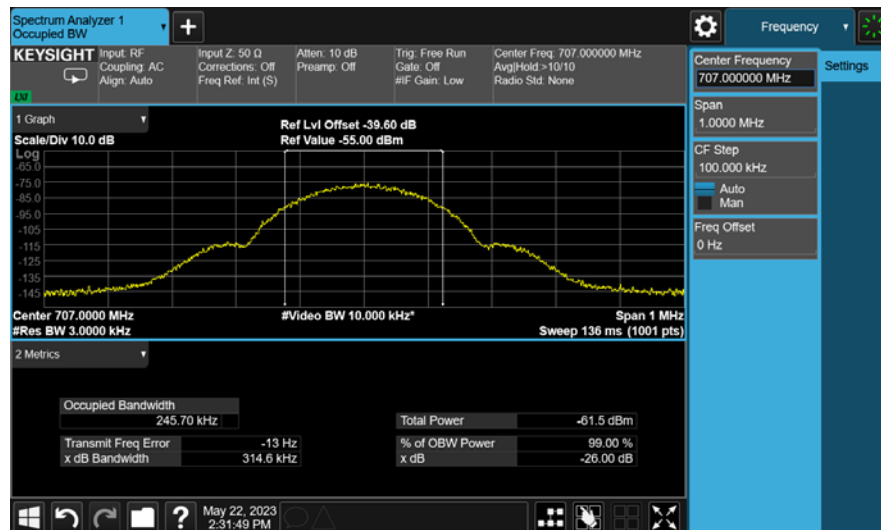 Spectrum Analyzer 1
Occupied BW
Frequency
KEYSIGHT
Input: RF
Coupling: AC
Align: Auto
Input Z: 50 Ω
Corrections: Off
Freq Ref: Int (S)
Atten: 10 dB
Preamp: Off
Trig: Free Run
Gate: Off
#IF Gain: Low
Center Freq: 707.000000 MHz
Avg|Hold:>10/10
Radio Std: None
LXI
Center Frequency
707.000000 MHz
Settings
Span
1.0000 MHz
CF Step
100.000 kHz
Auto
Man
Freq Offset
0 Hz
1 Graph
Scale/Div 10.0 dB
Ref Lvl Offset -39.60 dB
Ref Value -55.00 dBm
Log
-65.0
-75.0
-85.0
-95.0
-105
-115
-125
-135
-145
Center 707.0000 MHz
#Res BW 3.0000 kHz
#Video BW 10.000 kHz*
Span 1 MHz
Sweep 136 ms (1001 pts)
2 Metrics
Occupied Bandwidth
245.70 kHz
Total Power -61.5 dBm
Transmit Freq Error -13 Hz
% of OBW Power 99.00 %
x dB Bandwidth 314.6 kHz
x dB -26.00 dB
May 22, 2023
2:31:49 PM